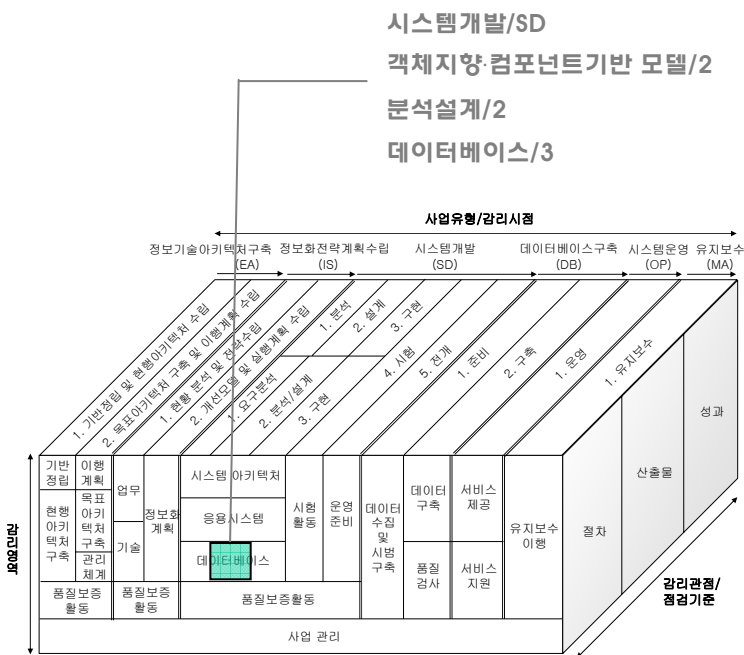 시스템개발/SD
객체지향·컴포넌트기반 모델/2
분석설계/2
데이터베이스/3
사업유형/감리시점
정보기술아키텍처구축
(EA)
정보화전략계획수립
(IS)
시스템개발
(SD)
데이터베이스구축
(DB)
시스템운영
(OP)
유지보수
(MA)
1. 기반정립 및 현행아키텍처 수립
2. 목표아키텍처 구축 및 이행계획 수립
1. 현황 분석 및 전략수립
2. 개선모델 및 실행계획 수립
1. 분석
2. 설계
3. 구현
1. 요구분석
2. 분석/설계
3. 구현
4. 시험
5. 전개
1. 준비
2. 구축
1. 운영
1. 유지보수
감리영역
기반
정립
현행
아키
텍처
구축
이행
계획
목표
아키
텍처
구축
관리
체계
품질보증
활동
업무
기술
정보화
계획
품질보증
활동
시스템 아키텍처
응용시스템
데이터베이스
시험
활동
운영
준비
품질보증활동
데이터
수집
및
시범
구축
데이터
구축
품질
검사
서비스
제공
서비스
지원
유지보수
이행
사업 관리
절차
산출물
성과
감리관점/
점검기준